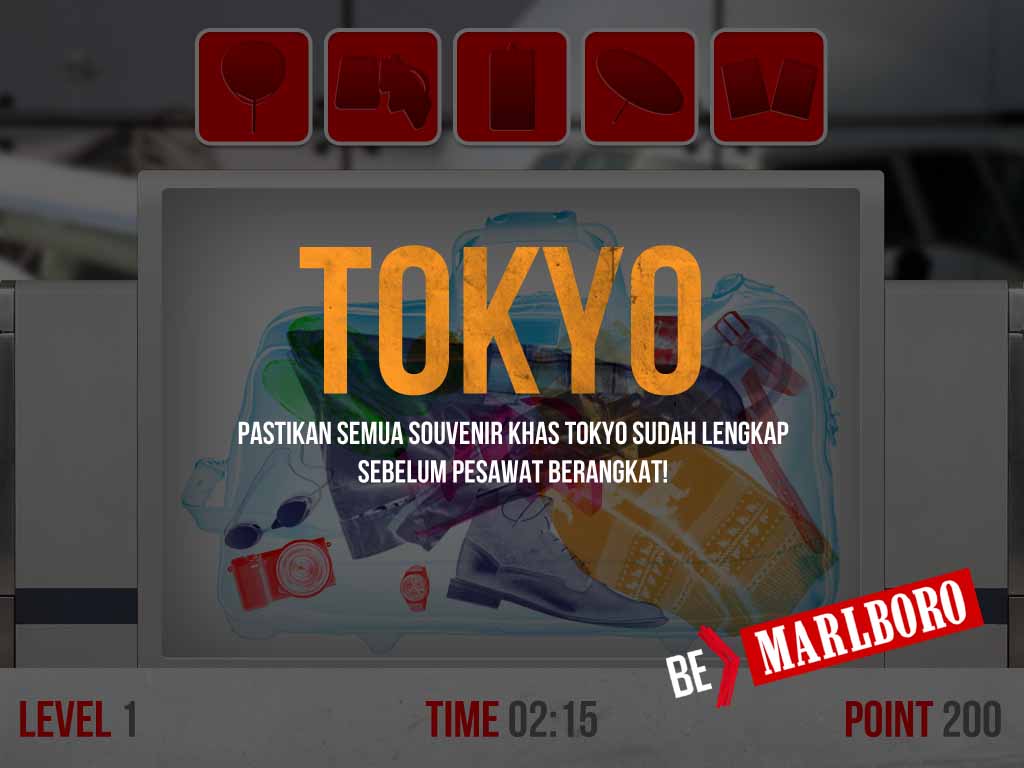 TOKYO
PASTIKAN SEMUA SOUVENIR KHAS TOKYO SUDAH LENGKAP
SEBELUM PESAWAT BERANGKAT!
BE MARLBORO
LEVEL 1 TIME 02:15 POINT 200